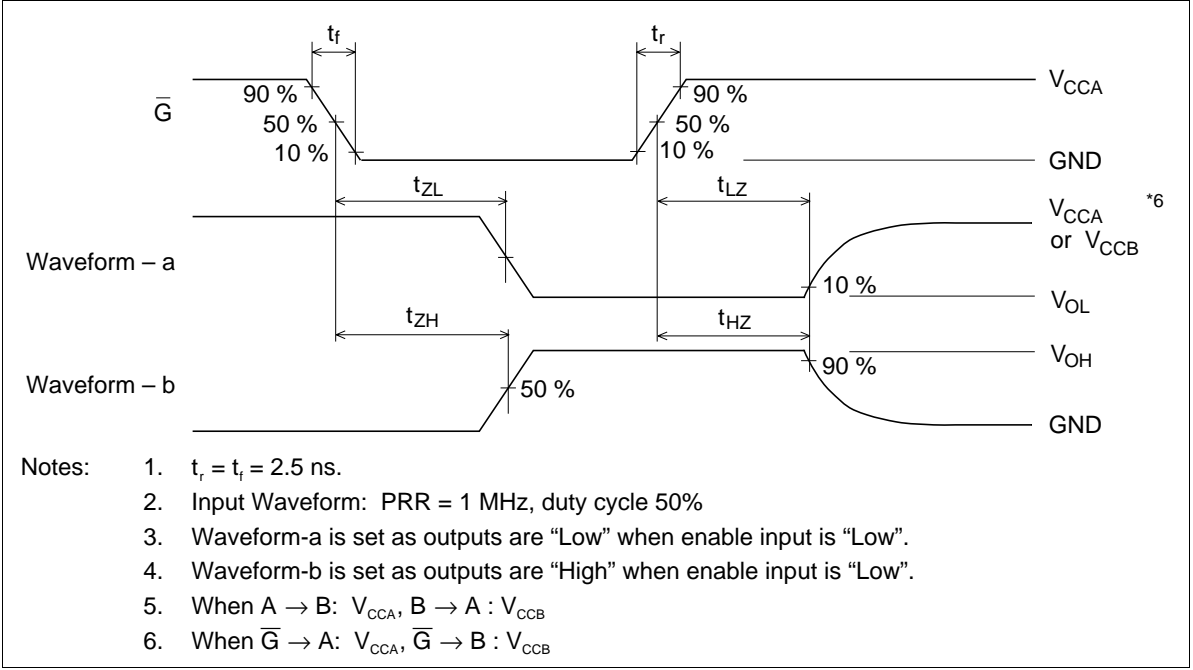 tf
tr
VCCA
90 %
90 %
G̅
50 %
50 %
10 %
10 %
GND
tZL
tLZ
VCCA *6
or VCCB
Waveform – a
10 %
VOL
tZH
tHZ
VOH
90 %
Waveform – b
50 %
GND
Notes: 1. tr = tf = 2.5 ns.
2. Input Waveform: PRR = 1 MHz, duty cycle 50%
3. Waveform-a is set as outputs are “Low” when enable input is “Low”.
4. Waveform-b is set as outputs are “High” when enable input is “Low”.
5. When A → B: VCCA, B → A : VCCB
6. When G̅ → A: VCCA, G̅ → B : VCCB